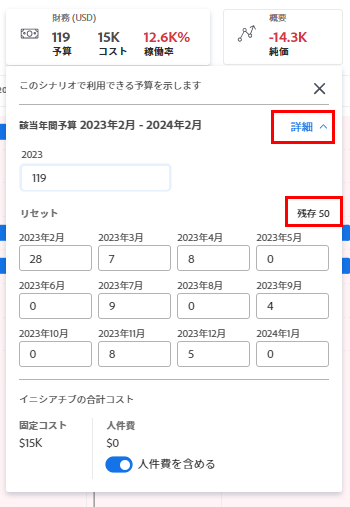 財務 (USD)
119 15K 12.6K%
予算 コスト 稼働率
概要
-14.3K
純価
このシナリオで利用できる予算を示します
該当年間予算 2023年2月 - 2024年2月
詳細
2023
119
リセット
残存 50
2023年2月 2023年3月 2023年4月 2023年5月
28 7 8 0
2023年6月 2023年7月 2023年8月 2023年9月
0 9 0 4
2023年10月 2023年11月 2023年12月 2024年1月
0 8 5 0
イニシアチブの合計コスト
固定コスト 人件費
$15K $0
人件費を含める